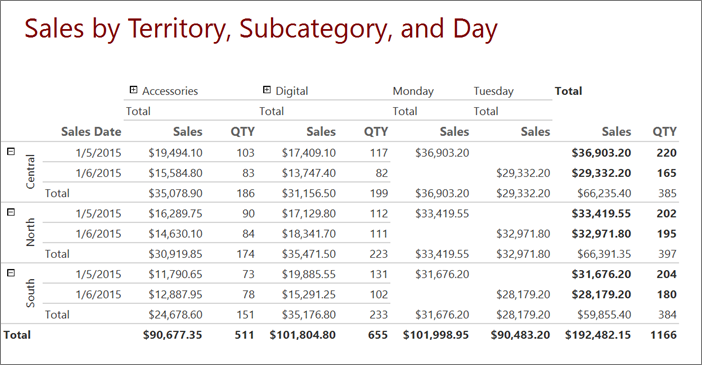 Sales by Territory, Subcategory, and Day
Accessories Digital Monday Tuesday Total
Total Total Total Total
Sales Date Sales QTY Sales QTY Sales Sales Sales QTY
Central
1/5/2015 $19,494.10 103 $17,409.10 117 $36,903.20 $36,903.20 220
1/6/2015 $15,584.80 83 $13,747.40 82 $29,332.20 $29,332.20 165
Total $35,078.90 186 $31,156.50 199 $36,903.20 $29,332.20 $66,235.40 385
North
1/5/2015 $16,289.75 90 $17,129.80 112 $33,419.55 $33,419.55 202
1/6/2015 $14,630.10 84 $18,341.70 111 $32,971.80 $32,971.80 195
Total $30,919.85 174 $35,471.50 223 $33,419.55 $32,971.80 $66,391.35 397
South
1/5/2015 $11,790.65 73 $19,885.55 131 $31,676.20 $31,676.20 204
1/6/2015 $12,887.95 78 $15,291.25 102 $28,179.20 $28,179.20 180
Total $24,678.60 151 $35,176.80 233 $31,676.20 $28,179.20 $59,855.40 384
Total $90,677.35 511 $101,804.80 655 $101,998.95 $90,483.20 $192,482.15 1166